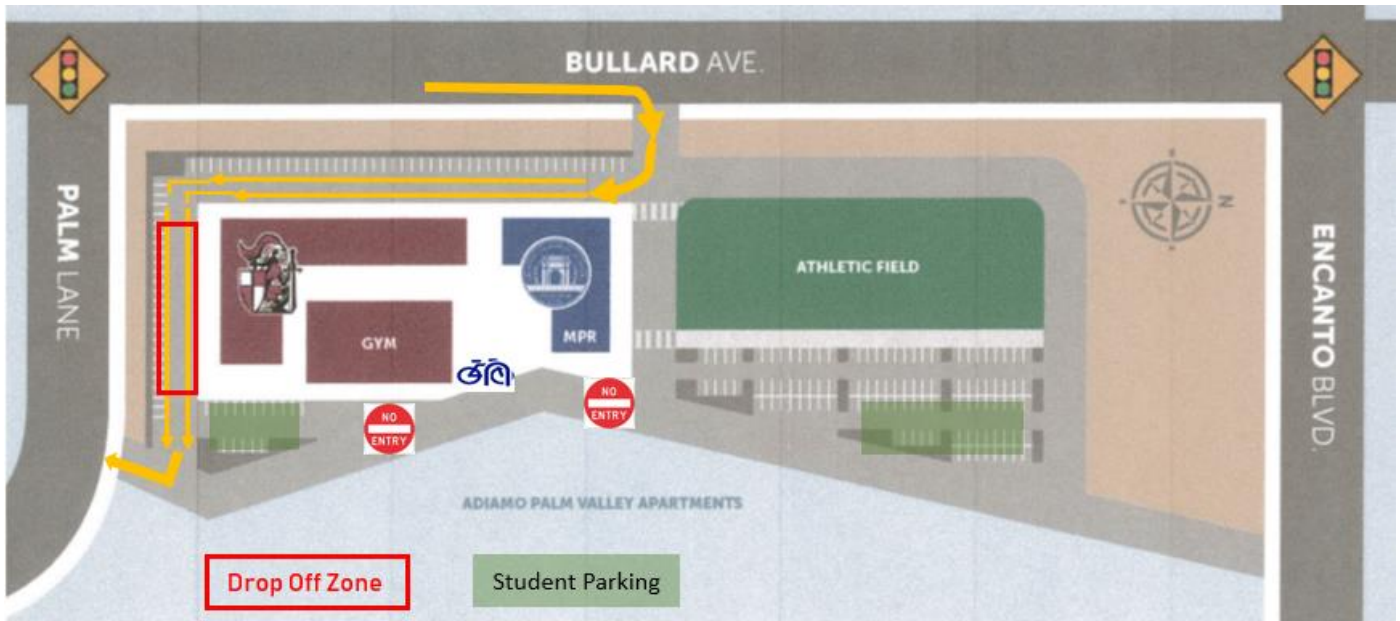 BULLARD AVE.
PALM LANE
ENCANTO BLVD.
N
ATHLETIC FIELD
GYM
MPR
NO
ENTRY
NO
ENTRY
ADIAMO PALM VALLEY APARTMENTS
Drop Off Zone
Student Parking